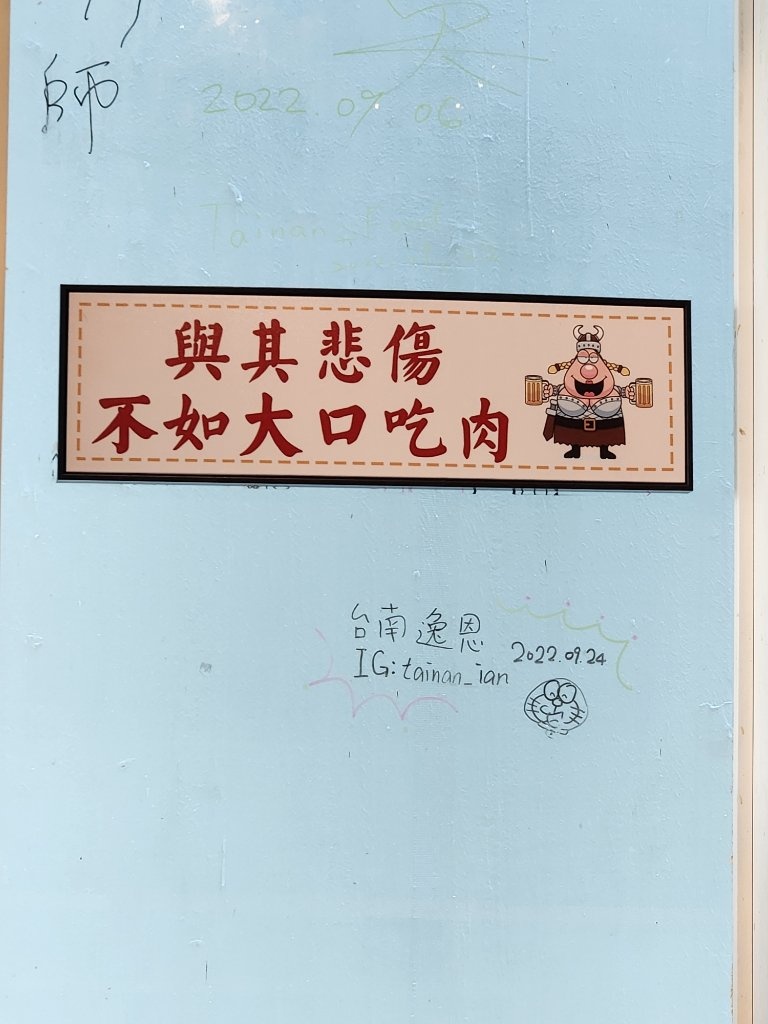 師
2022.09.06
Tainan
與其悲傷
不如大口吃肉
台南逸恩
2022.09.24
IG:tainan_ian